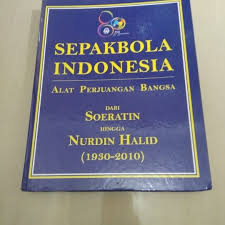 SEPAKBOLA
INDONESIA
ALAT PERJUANGAN BANGSA
DARI
SOERATIN
HINGGA
NURDIN HALID
(1930-2010)